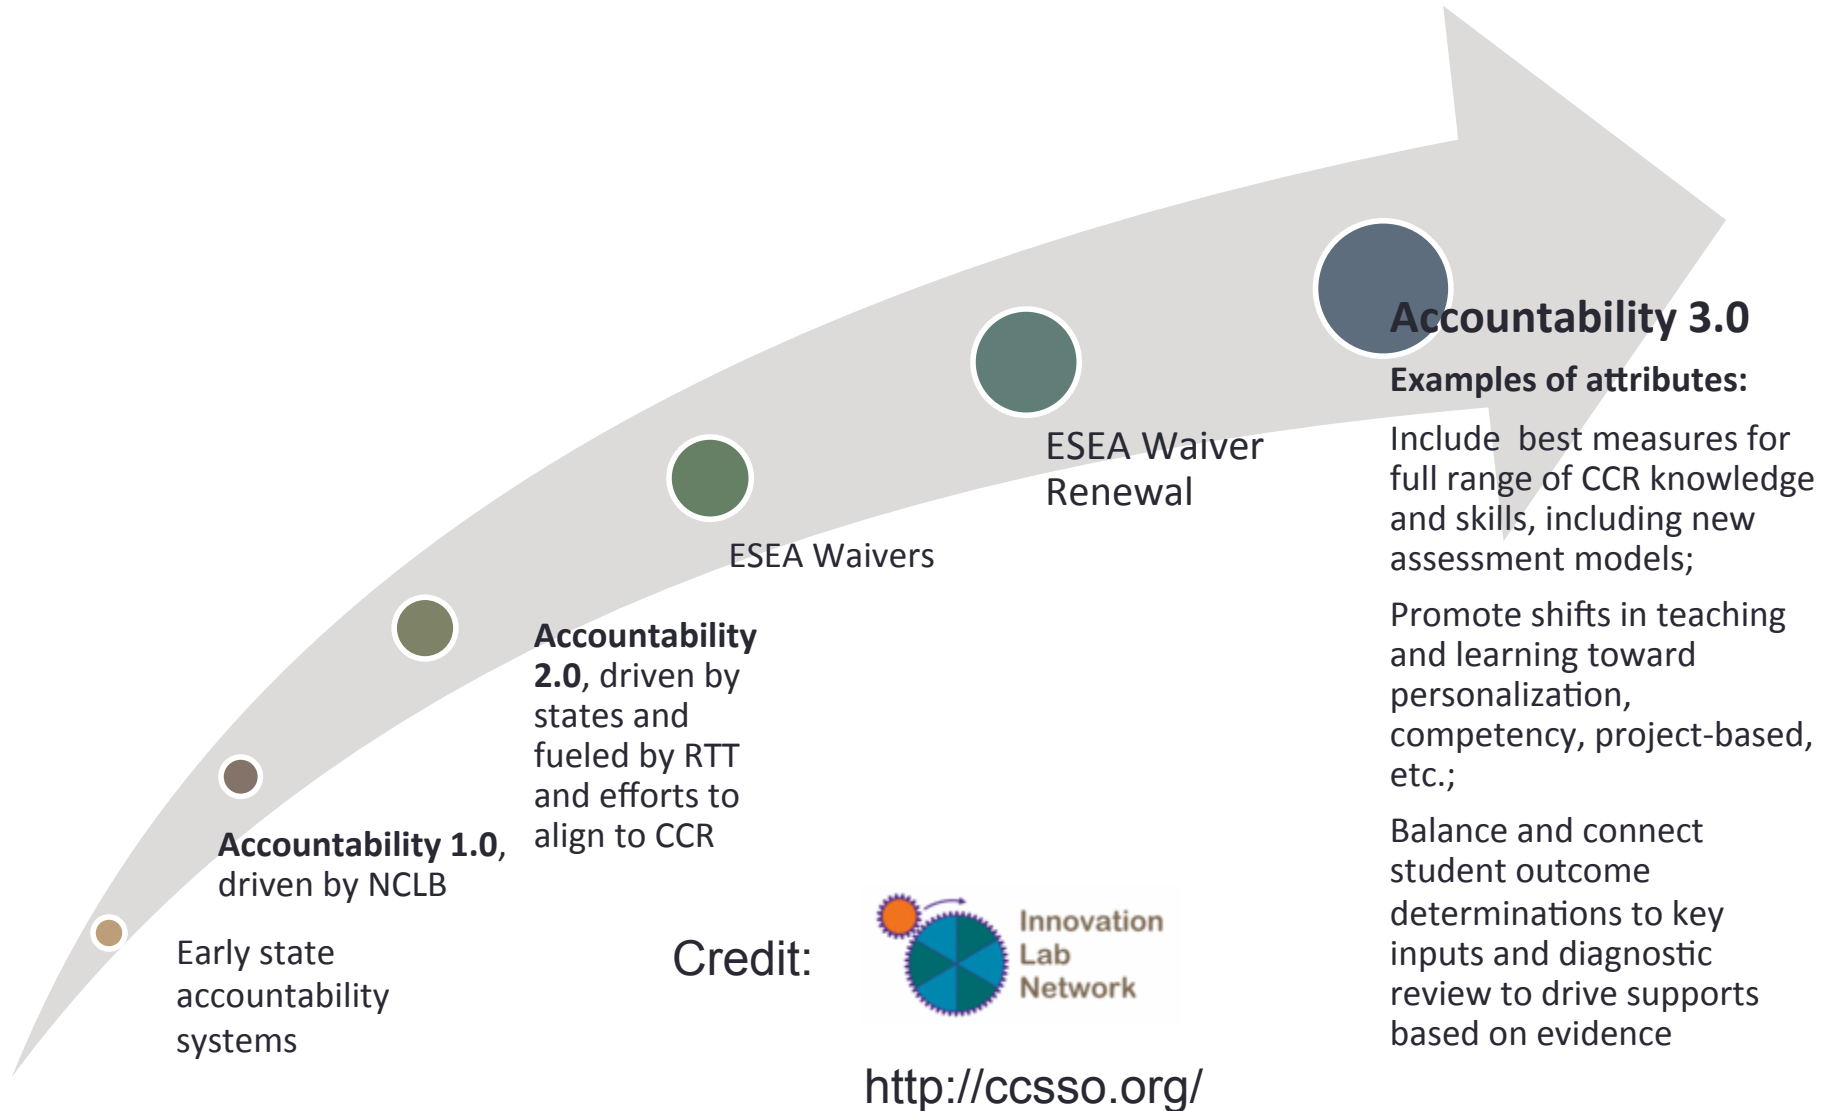 Early state
accountability
systems
Accountability 1.0,
driven by NCLB
Accountability
2.0, driven by
states and
fueled by RTT
and efforts to
align to CCR
ESEA Waivers
ESEA Waiver
Renewal
Accountability 3.0
Examples of attributes:
Include  best measures for
full range of CCR knowledge
and skills, including new
assessment models;
Promote shifts in teaching
and learning toward
personalization,
competency, project-based,
etc.;
Balance and connect
student outcome
determinations to key
inputs and diagnostic
review to drive supports
based on evidence
Credit:
Innovation
Lab
Network
http://ccsso.org/